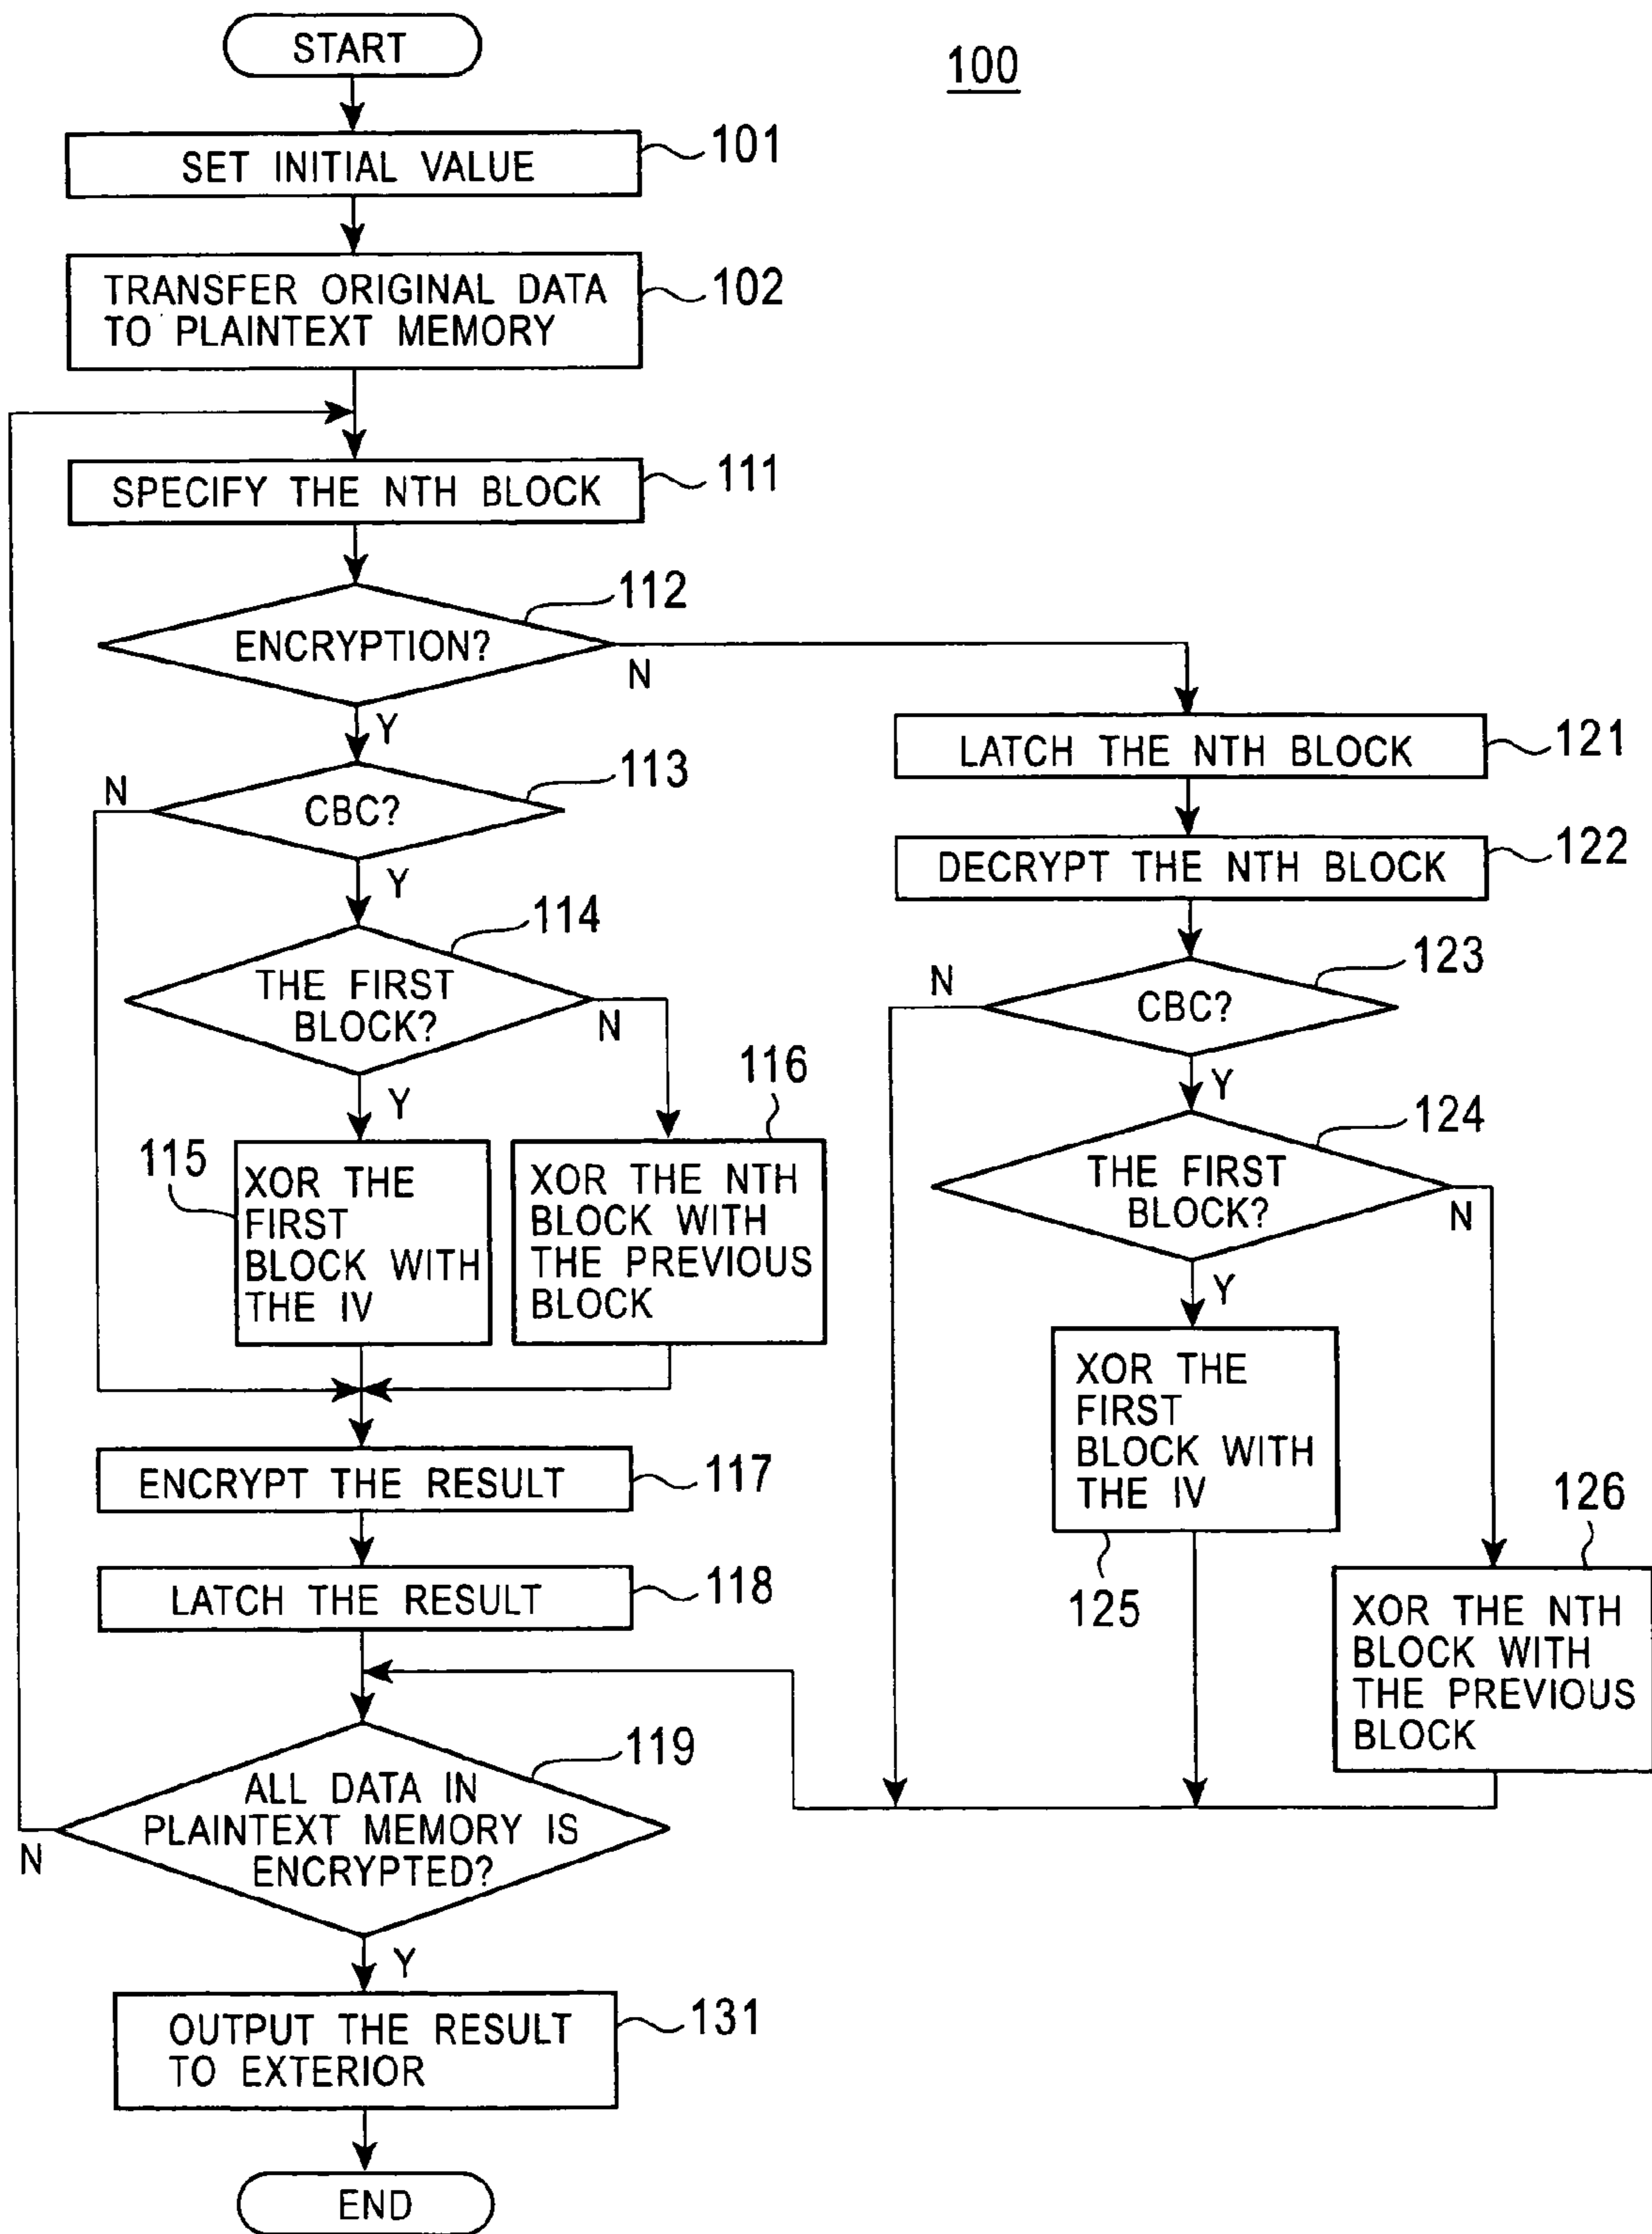 START
100
SET INITIAL VALUE
101
TRANSFER ORIGINAL DATA
TO PLAINTEXT MEMORY
102
SPECIFY THE NTH BLOCK
111
ENCRYPTION?
112
N
Y
CBC?
113
N
Y
THE FIRST
BLOCK?
114
N
Y
115
XOR THE
FIRST
BLOCK WITH
THE IV
116
XOR THE NTH
BLOCK WITH
THE PREVIOUS
BLOCK
ENCRYPT THE RESULT
117
LATCH THE RESULT
118
ALL DATA IN
PLAINTEXT MEMORY IS
ENCRYPTED?
119
N
Y
OUTPUT THE RESULT
TO EXTERIOR
131
END
LATCH THE NTH BLOCK
121
DECRYPT THE NTH BLOCK
122
CBC?
123
N
Y
THE FIRST
BLOCK?
124
N
Y
XOR THE
FIRST
BLOCK WITH
THE IV
125
126
XOR THE NTH
BLOCK WITH
THE PREVIOUS
BLOCK